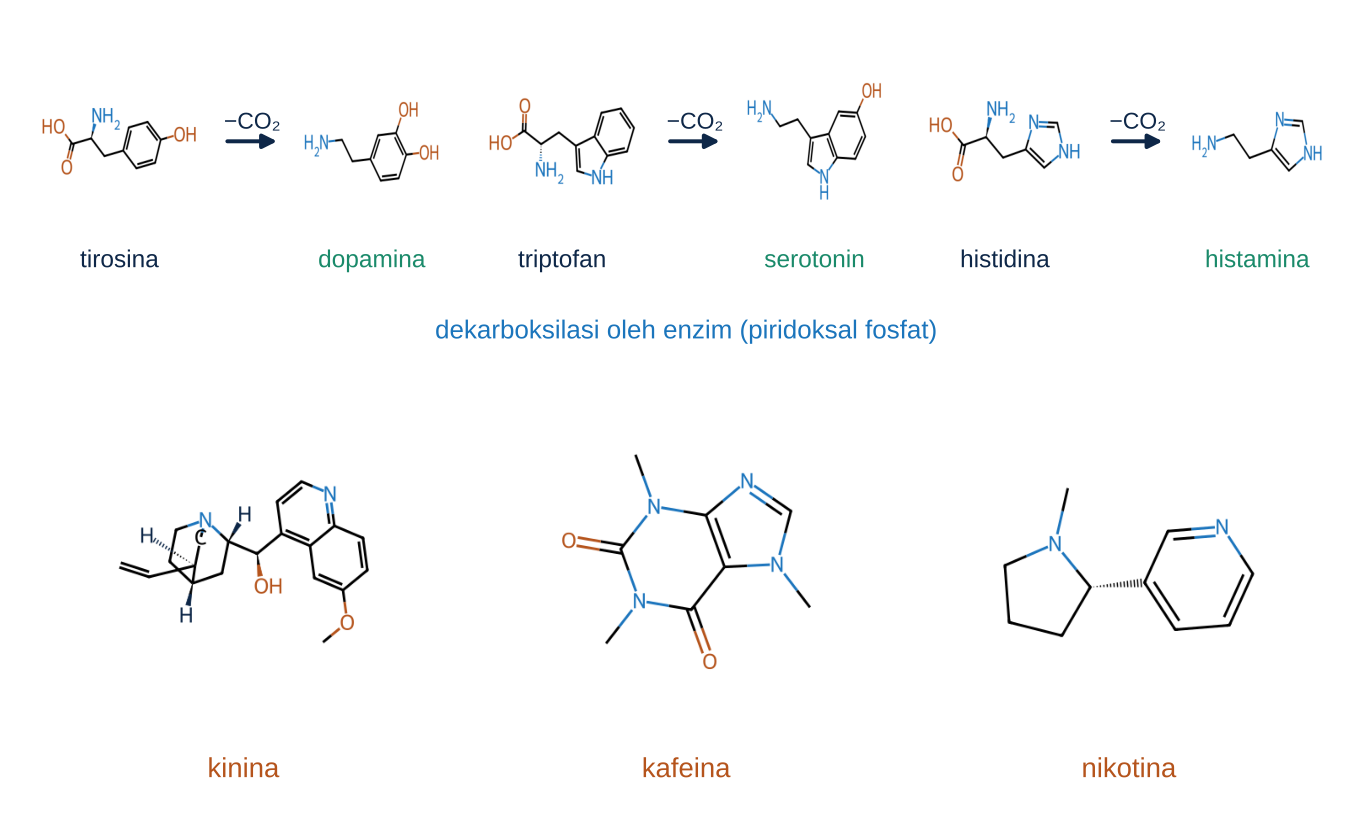 HO O NH₂ OH −CO₂ H₂N OH OH O HO NH₂ NH −CO₂ H₂N OH N H HO O NH₂ N NH −CO₂ H₂N N NH
tirosina dopamina triptofan serotonin histidina histamina
dekarboksilasi oleh enzim (piridoksal fosfat)
H N C H H OH N O O N N O N N N N
kinina kafeina nikotina